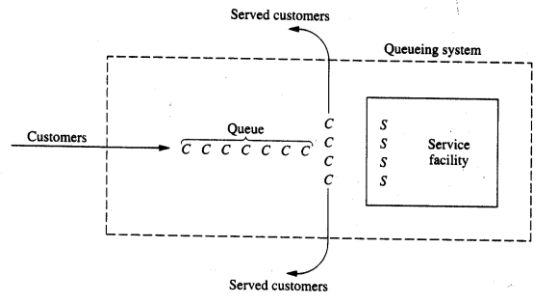 Served customers
Queueing system
Queue
Customers
C C C C C C C
C S
C S
C S
C S
Service
facility
Served customers